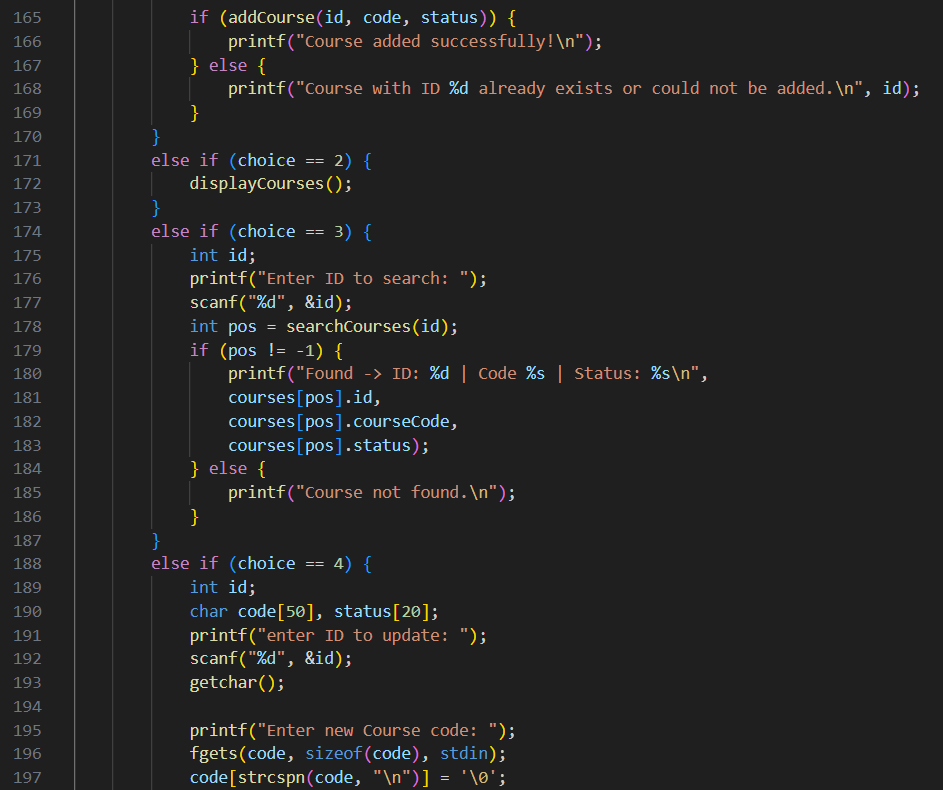 165             if (addCourse(id, code, status)) {
166                 printf("Course added successfully!\n");
167             } else {
168                 printf("Course with ID %d already exists or could not be added.\n", id);
169             }
170         }
171         else if (choice == 2) {
172             displayCourses();
173         }
174         else if (choice == 3) {
175             int id;
176             printf("Enter ID to search: ");
177             scanf("%d", &id);
178             int pos = searchCourses(id);
179             if (pos != -1) {
180                 printf("Found -> ID: %d | Code %s | Status: %s\n",
181                 courses[pos].id,
182                 courses[pos].courseCode,
183                 courses[pos].status);
184             } else {
185                 printf("Course not found.\n");
186             }
187         }
188         else if (choice == 4) {
189             int id;
190             char code[50], status[20];
191             printf("enter ID to update: ");
192             scanf("%d", &id);
193             getchar();
194
195             printf("Enter new Course code: ");
196             fgets(code, sizeof(code), stdin);
197             code[strcspn(code, "\n")] = '\0';